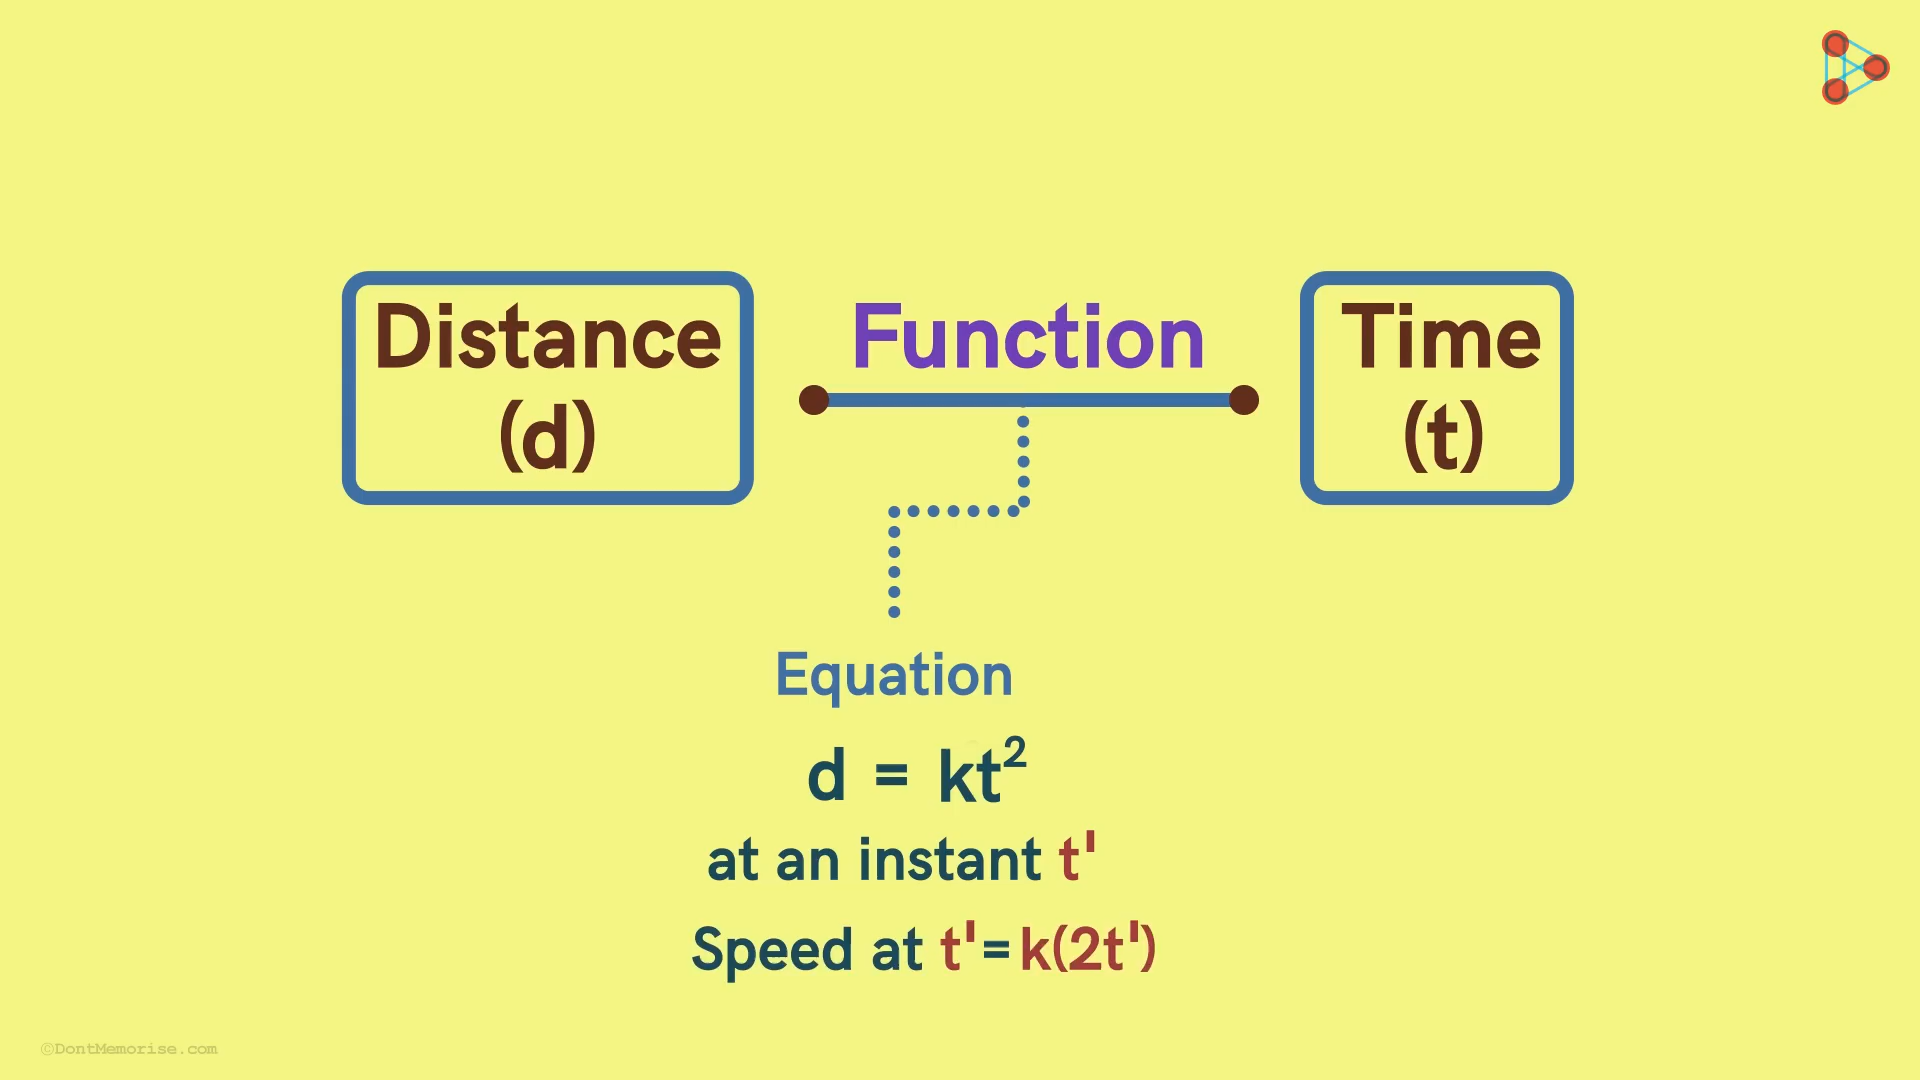 Distance
(d)
Function
Time
(t)
Equation
d = kt²
at an instant t'
Speed at t'=k(2t')
©DontMemorise.com